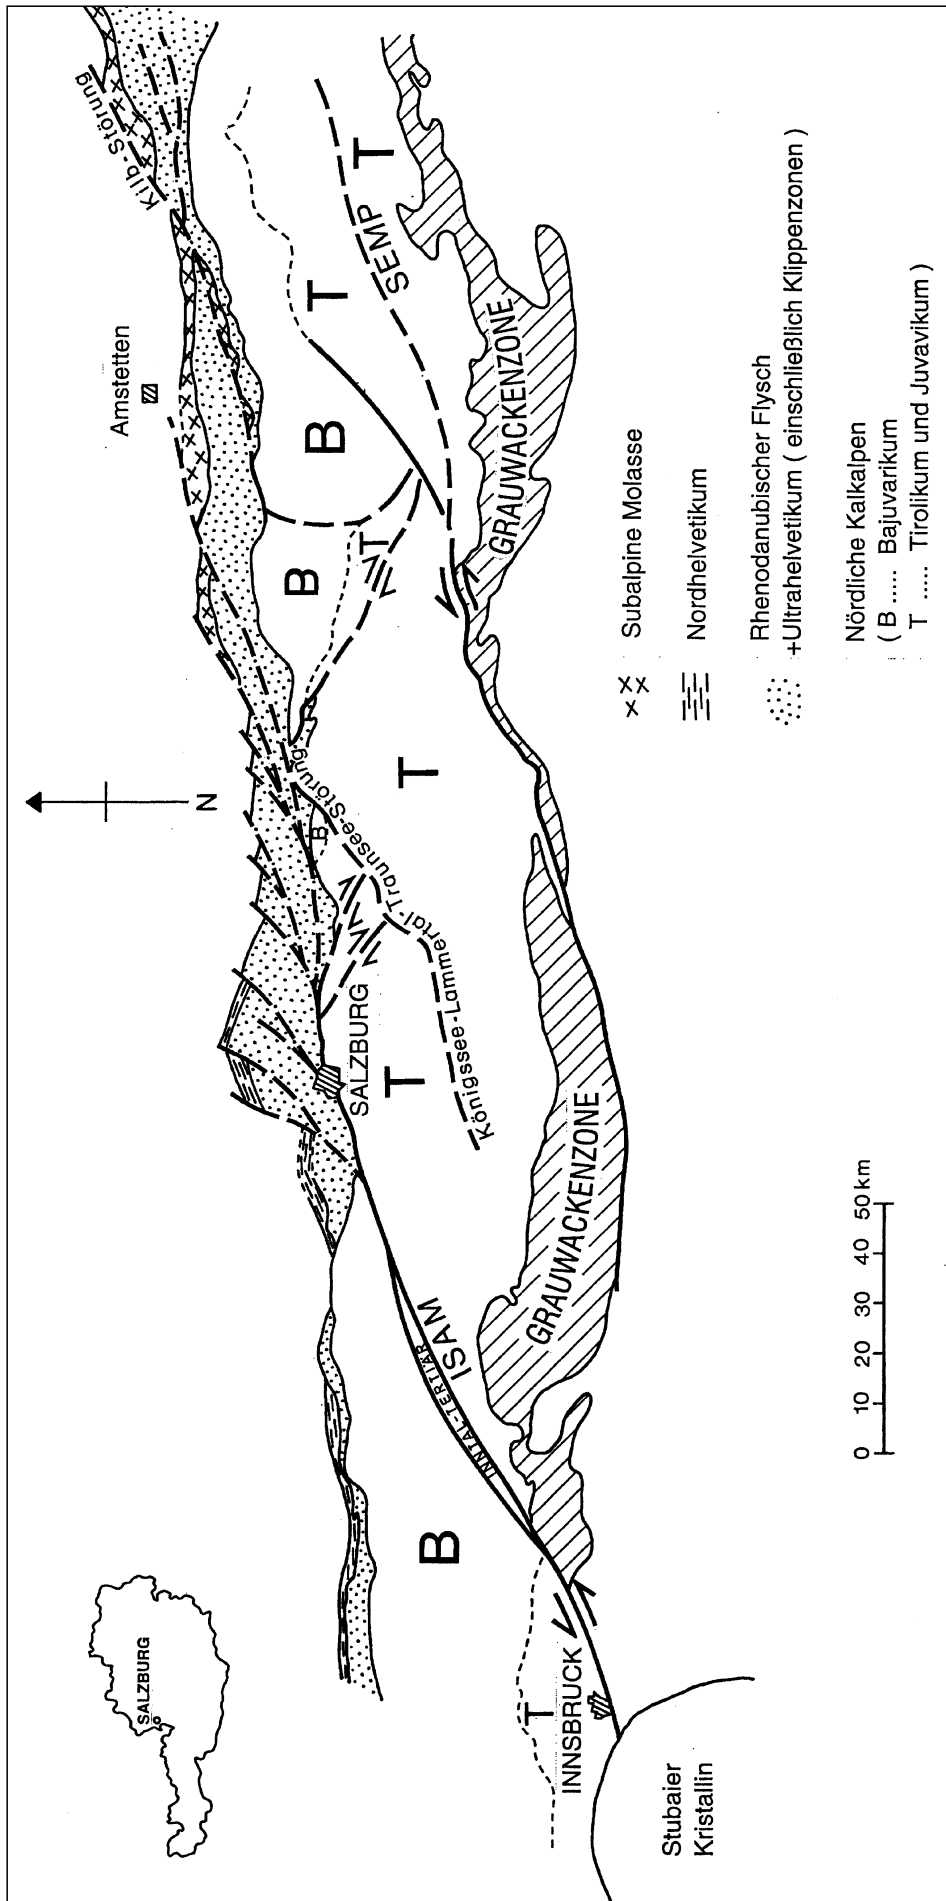 Kilb-Störung
Amstetten
SALZBURG
N
T
SEMP
T
B
GRAUWACKENZONE
B
T
T
B
Königssee-Lammertal-Traunsee-Störung
SALZBURG
T
GRAUWACKENZONE
ISAM
INNTAL-TERTIÄR
B
T
INNSBRUCK
Stubaier
Kristallin
0 10 20 30 40 50 km
Subalpine Molasse
Nordhelvetikum
Rhenodanubischer Flysch
+Ultrahelvetikum ( einschließlich Klippenzonen )
Nördliche Kalkalpen
( B ...... Bajuvarikum
T ...... Tirolikum und Juvavikum )